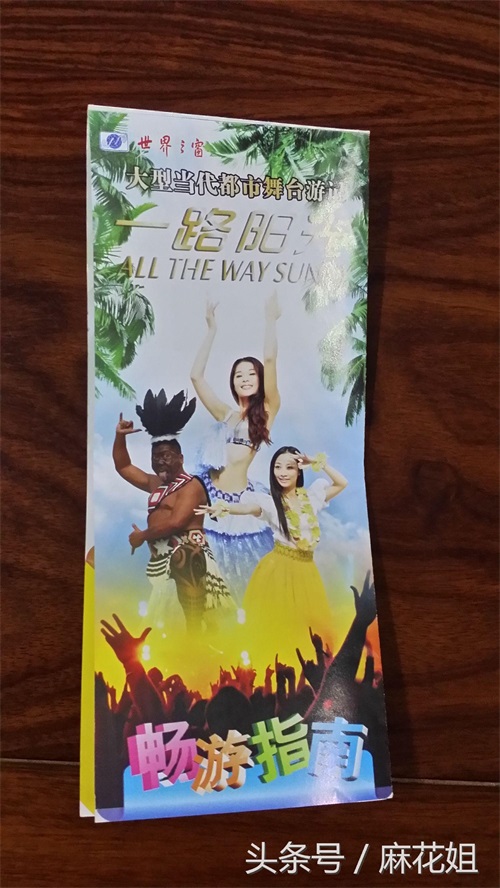 世界之窗
大型当代都市舞台游
一路阳光
ALL THE WAY SUNNY
畅游指南
头条号 / 麻花姐